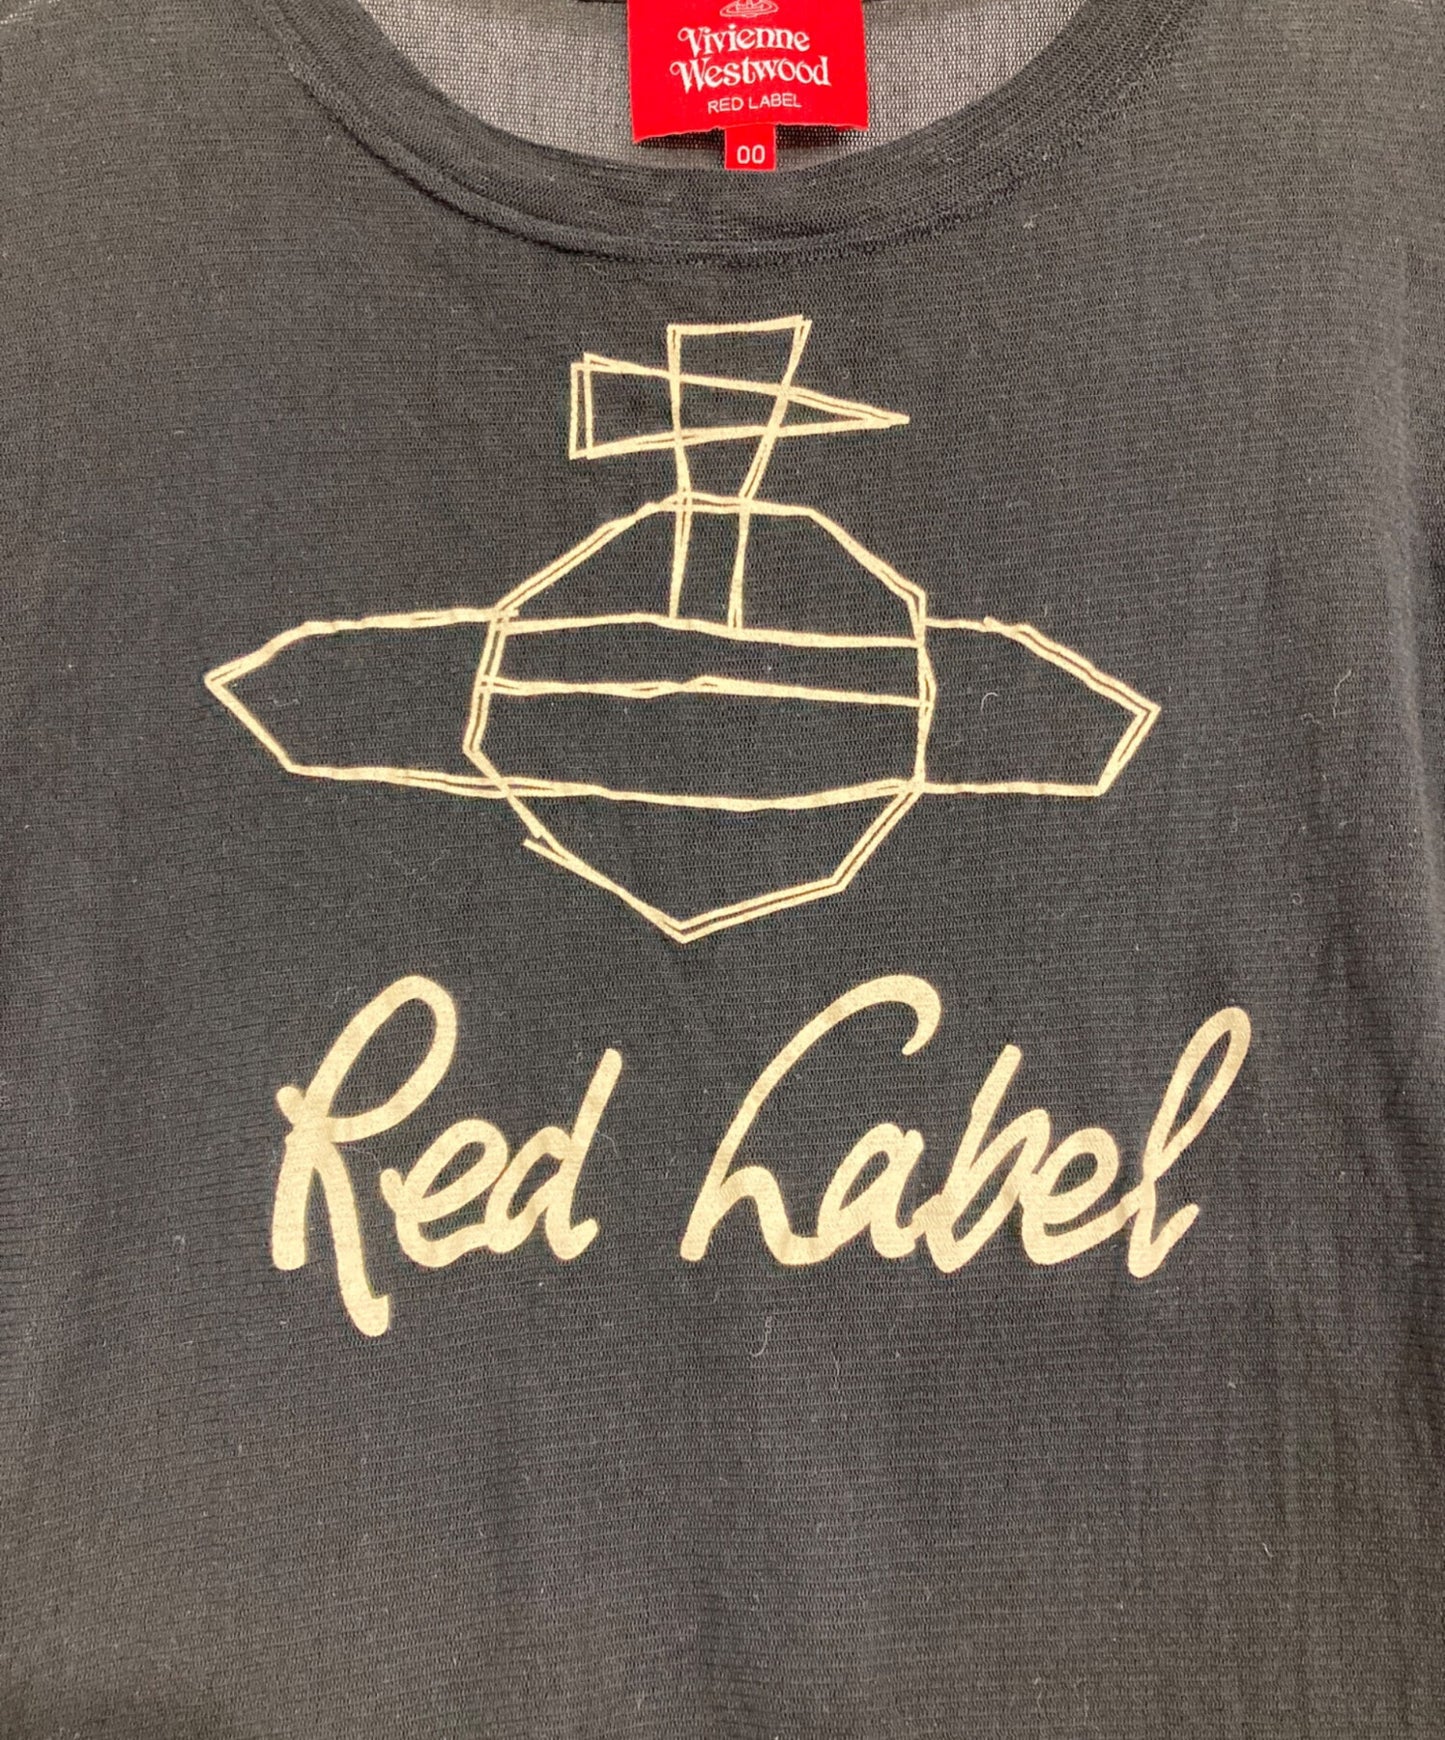 Vivienne
Westwood
RED LABEL
00
Red Label